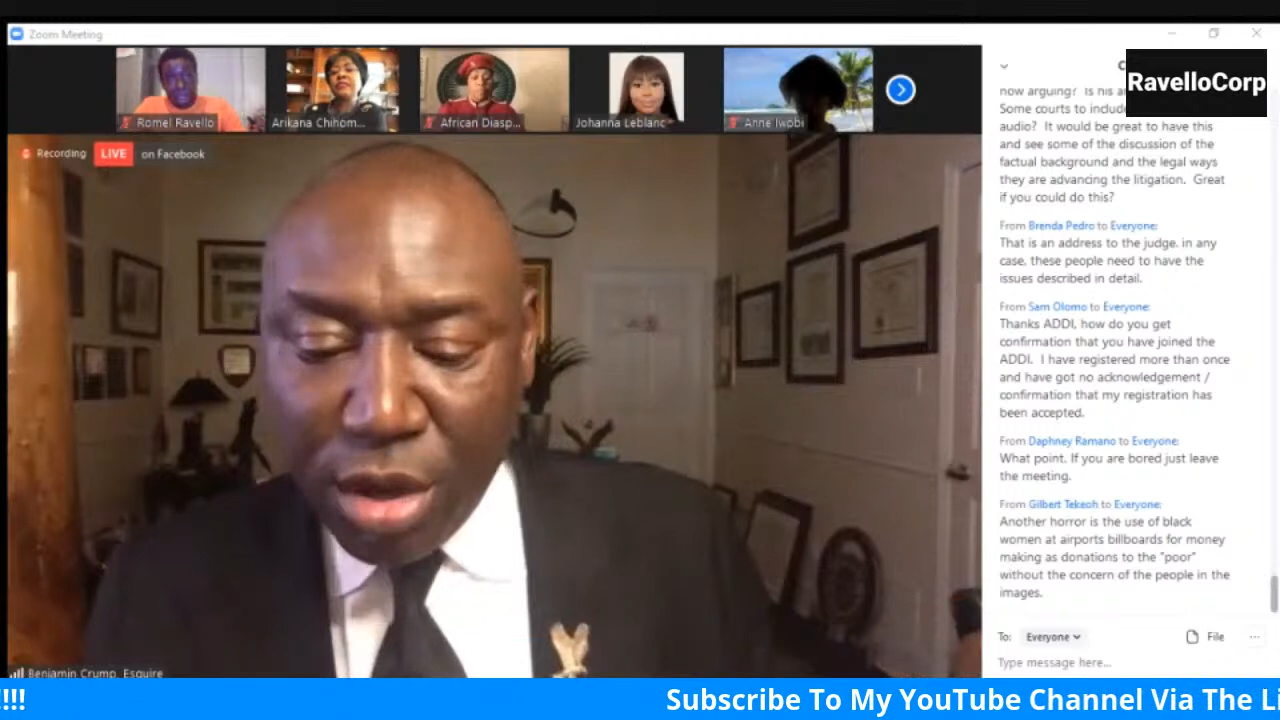 Zoom Meeting
Romel Ravello
Arikana Chihom...
African Diasp...
Johanna Leblanc
Anne Iwobi
RavelloCorp
Recording
LIVE
on Facebook
now arguing? Is his
Some courts to include
audio? It would be great to have this
and see some of the discussion of the
factual background and the legal ways
they are advancing the litigation. Great
if you could do this?
From Brenda Pedro to Everyone:
That is an address to the judge. in any
case, these people need to have the
issues described in detail.
From Sam Olomo to Everyone:
Thanks ADDI, how do you get
confirmation that you have joined the
ADDI. I have registered more than once
and have got no acknowledgement /
confirmation that my registration has
been accepted.
From Daphney Ramano to Everyone:
What point. If you are bored just leave
the meeting.
From Gilbert Tekeoh to Everyone:
Another horror is the use of black
women at airports billboards for money
making as donations to the "poor"
without the concern of the people in the
images.
To: Everyone
File
Type message here...
Benjamin Crump, Esquire
!!!! Subscribe To My YouTube Channel Via The Li